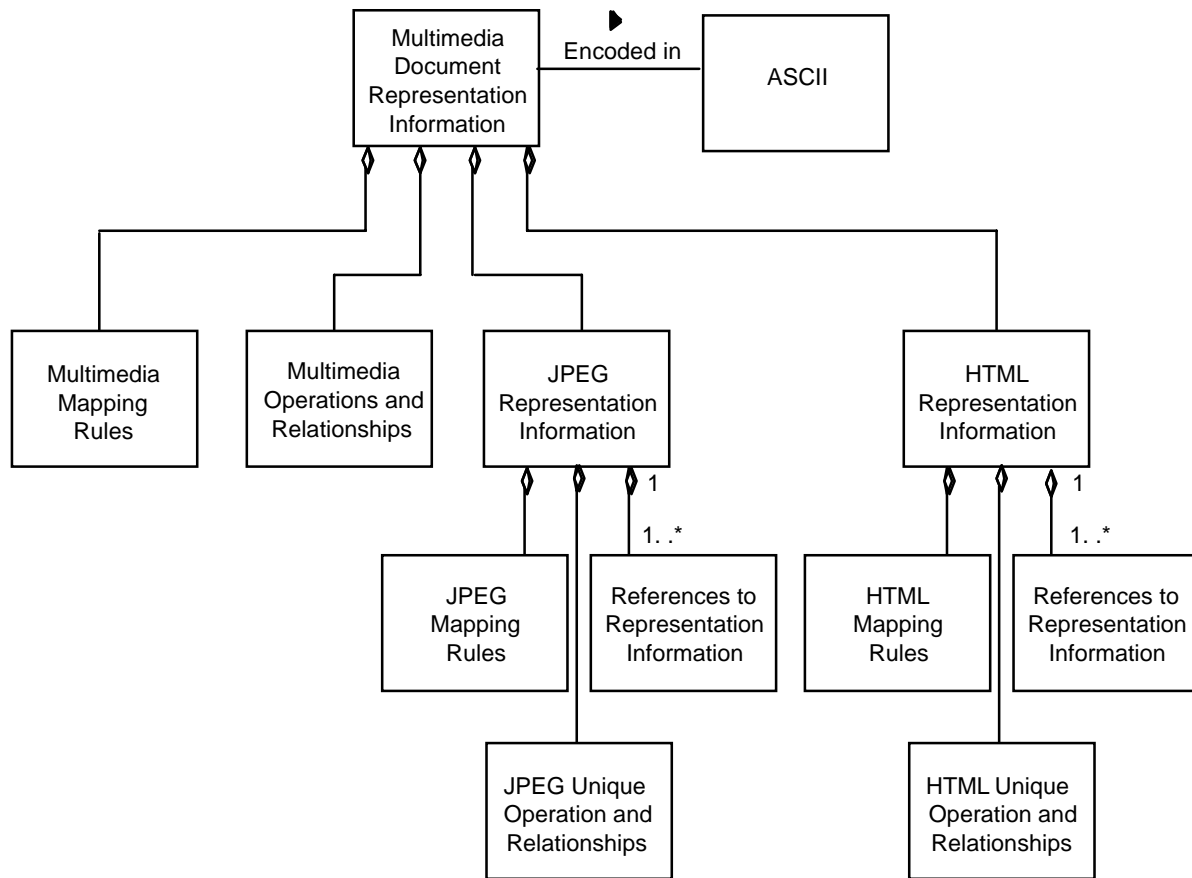 Multimedia
Document
Representation
Information
Encoded in
ASCII
Multimedia
Mapping
Rules
Multimedia
Operations and
Relationships
JPEG
Representation
Information
HTML
Representation
Information
1
1. .*
1
1. .*
JPEG
Mapping
Rules
References to
Representation
Information
HTML
Mapping
Rules
References to
Representation
Information
JPEG Unique
Operation and
Relationships
HTML Unique
Operation and
Relationships